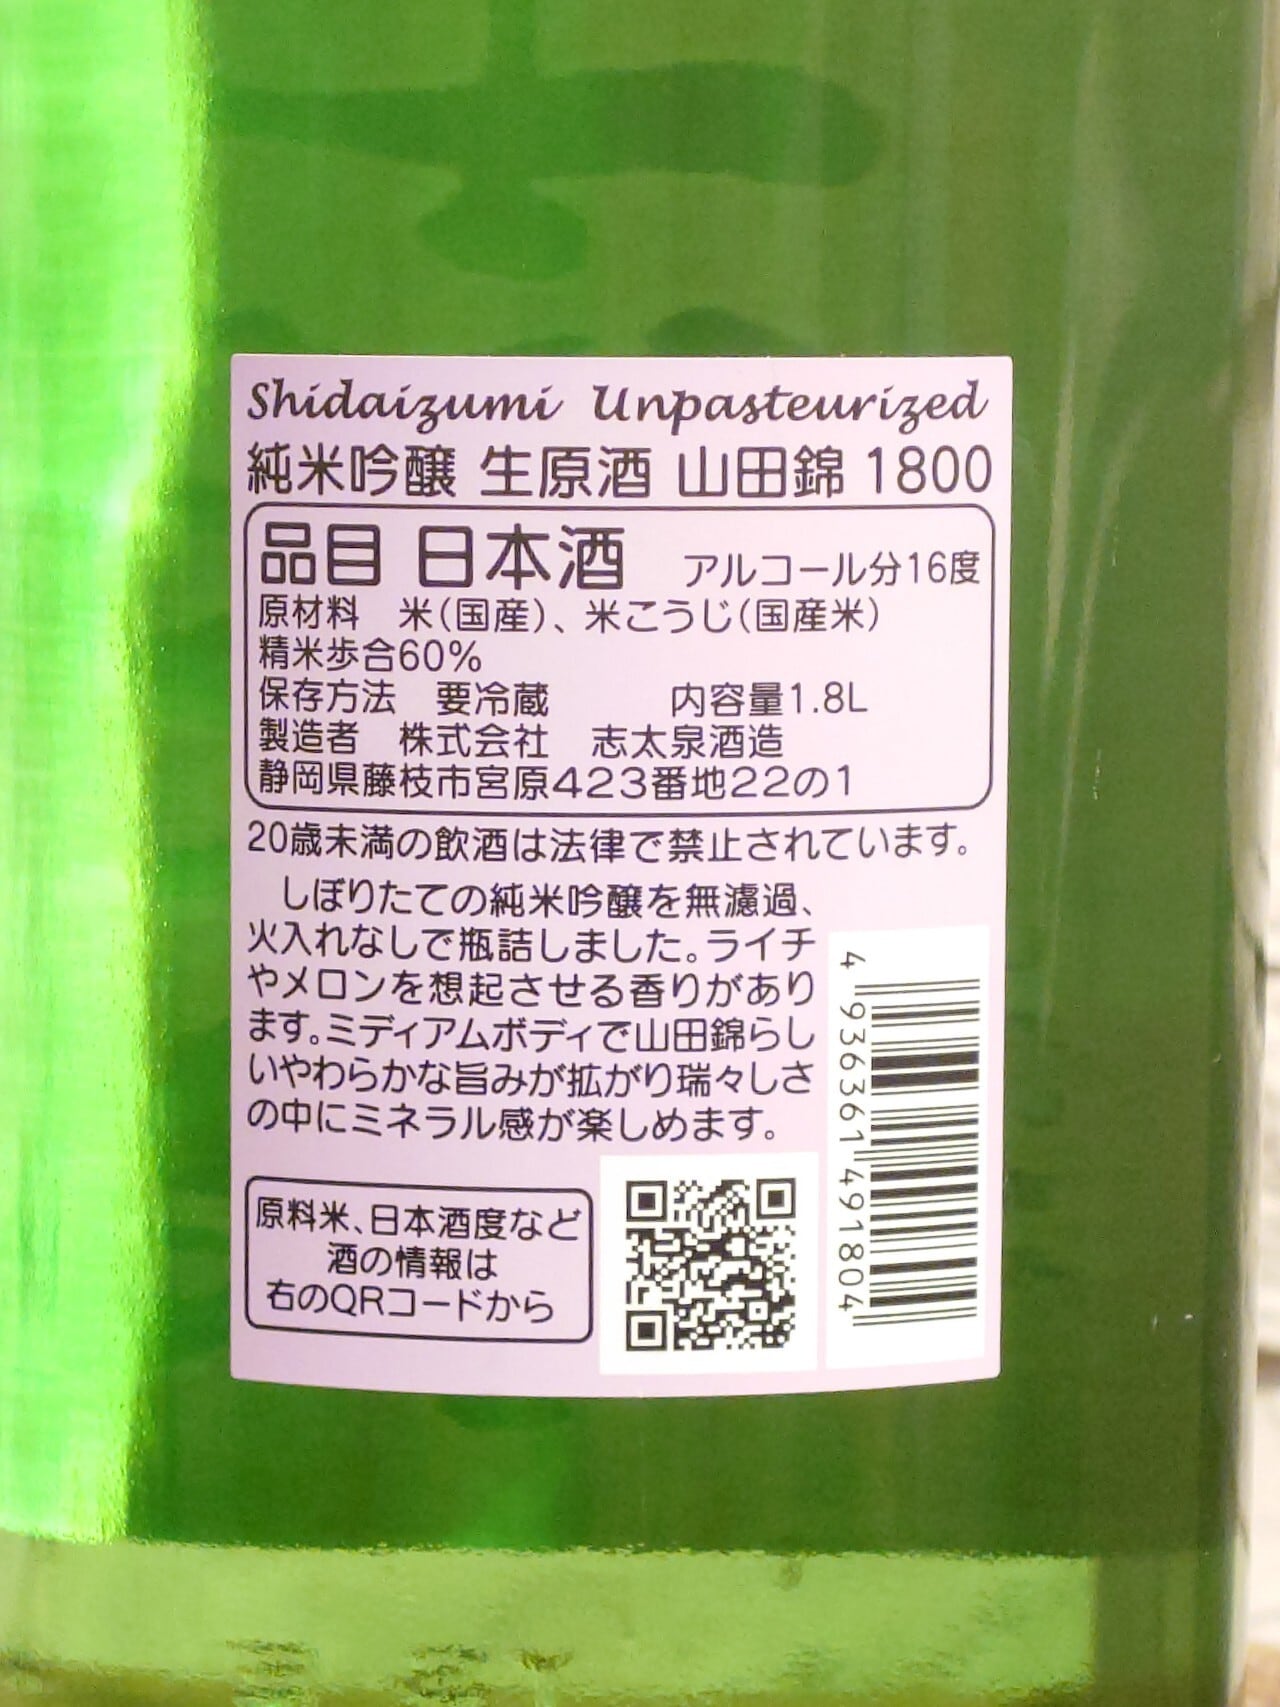 Shidaizumi Unpasteurized
純米吟醸 生原酒 山田錦 1800
品目 日本酒 アルコール分16度
原材料 米(国産)、米こうじ(国産米)
精米歩合60%
保存方法 要冷蔵 内容量1.8L
製造者 株式会社 志太泉酒造
静岡県藤枝市宮原423番地22の1
20歳未満の飲酒は法律で禁止されています。
しぼりたての純米吟醸を無濾過、
火入れなしで瓶詰しました。ライチ
やメロンを想起させる香りがあり
ます。ミディアムボディで山田錦らし
いやわらかな旨みが拡がり瑞々しさ
の中にミネラル感が楽しめます。
原料米、日本酒度など
酒の情報は
右のQRコードから
4 936361 491804